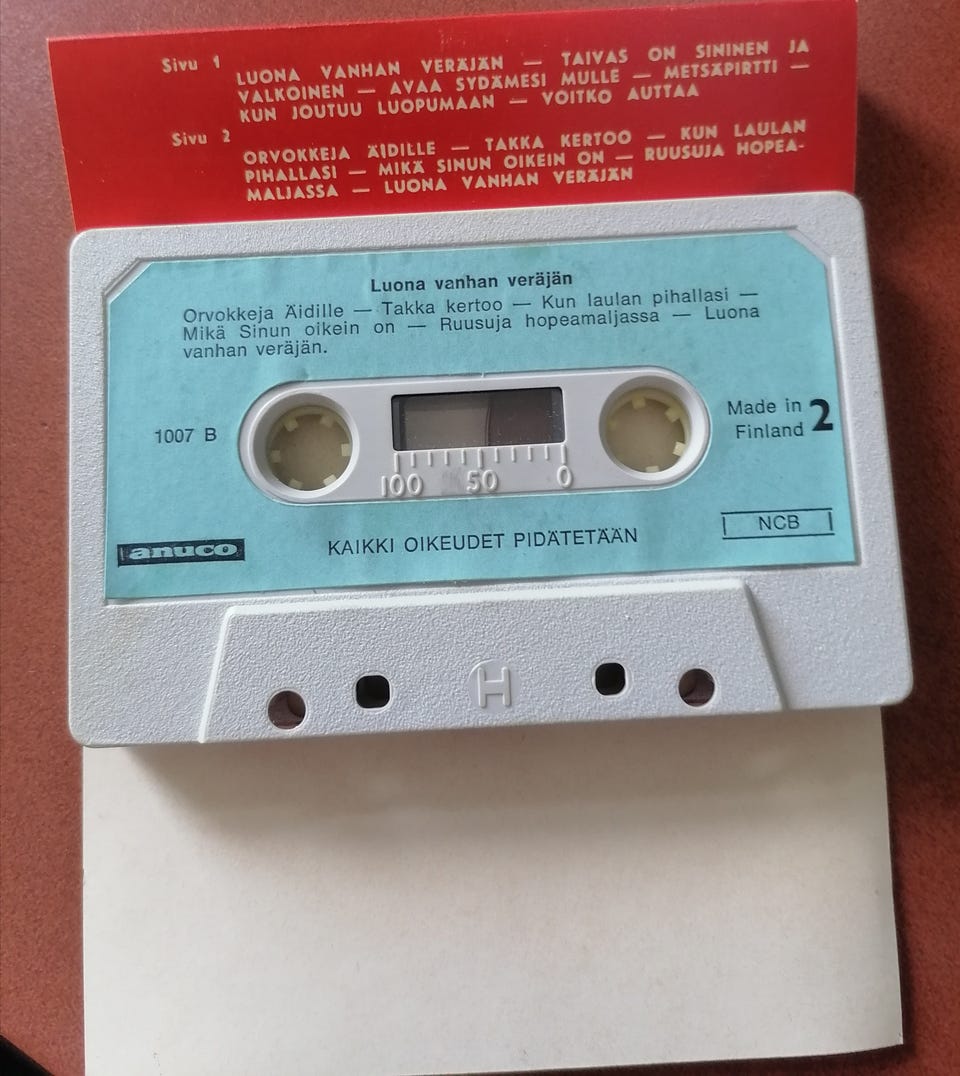 Sivu 1
LUONA VANHAN VERÄJÄN — TAIVAS ON SININEN JA
VALKOINEN — AVAA SYDÄMESI MULLE — METSÄPIRTTI —
KUN JOUTUU LUOPUMAAN — VOITKO AUTTAA
Sivu 2
ORVOKKEJA ÄIDILLE — TAKKA KERTOO — KUN LAULAN
PIHALLASI — MIKÄ SINUN OIKEIN ON — RUUSUJA HOPEA-
MALJASSA — LUONA VANHAN VERÄJÄN
Luona vanhan veräjän
Orvokkeja Äidille — Takka kertoo — Kun laulan pihallasi —
Mikä Sinun oikein on — Ruusuja hopeamaljassa — Luona
vanhan veräjän.
1007 B
Made in
Finland
2
100 50 0
anuco
KAIKKI OIKEUDET PIDÄTETÄÄN
NCB
H